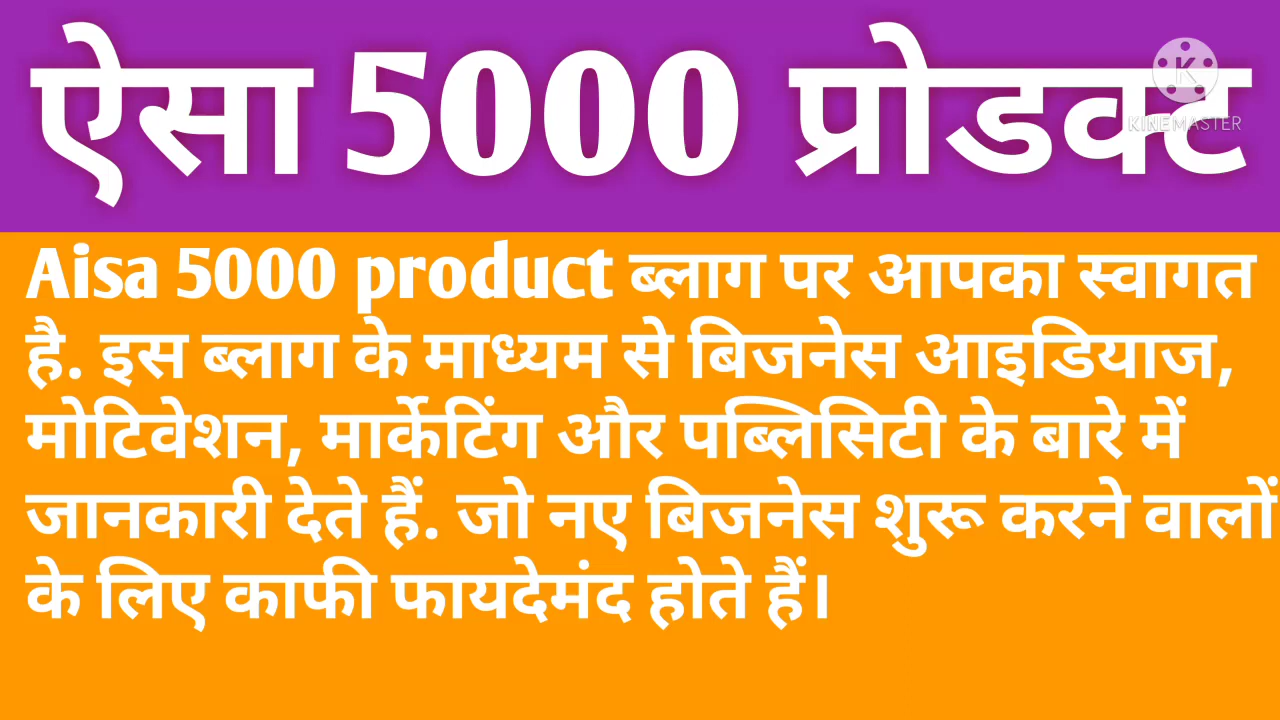 ऐसा 5000 प्रोडक्ट
KINEMASTER
Aisa 5000 product ब्लाग पर आपका स्वागत
है. इस ब्लाग के माध्यम से बिजनेस आइडियाज,
मोटिवेशन, मार्केटिंग और पब्लिसिटी के बारे में
जानकारी देते हैं. जो नए बिजनेस शुरू करने वालों
के लिए काफी फायदेमंद होते हैं।